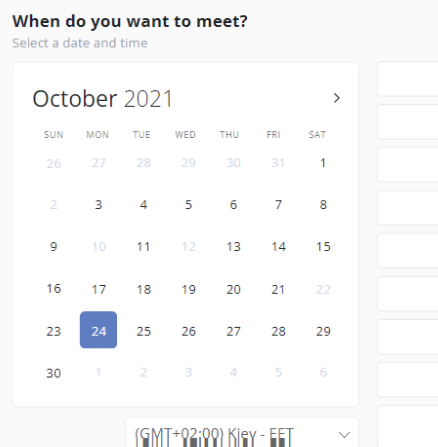 When do you want to meet?
Select a date and time
October 2021
SUN MON TUE WED THU FRI SAT
26 27 28 29 30 31 1
2 3 4 5 6 7 8
9 10 11 12 13 14 15
16 17 18 19 20 21 22
23 24 25 26 27 28 29
30 1 2 3 4 5 6
(GMT+02:00) Kiev - EET